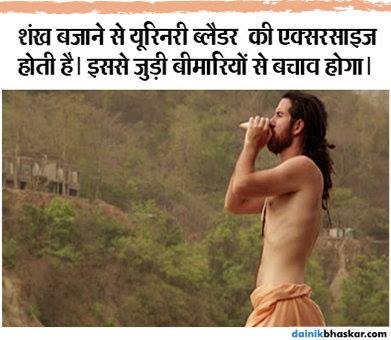 शंख बजाने से यूरिनरी ब्लैडर की एक्सरसाइज
होती है। इससे जुड़ी बीमारियों से बचाव होगा।
dainikbhaskar.com